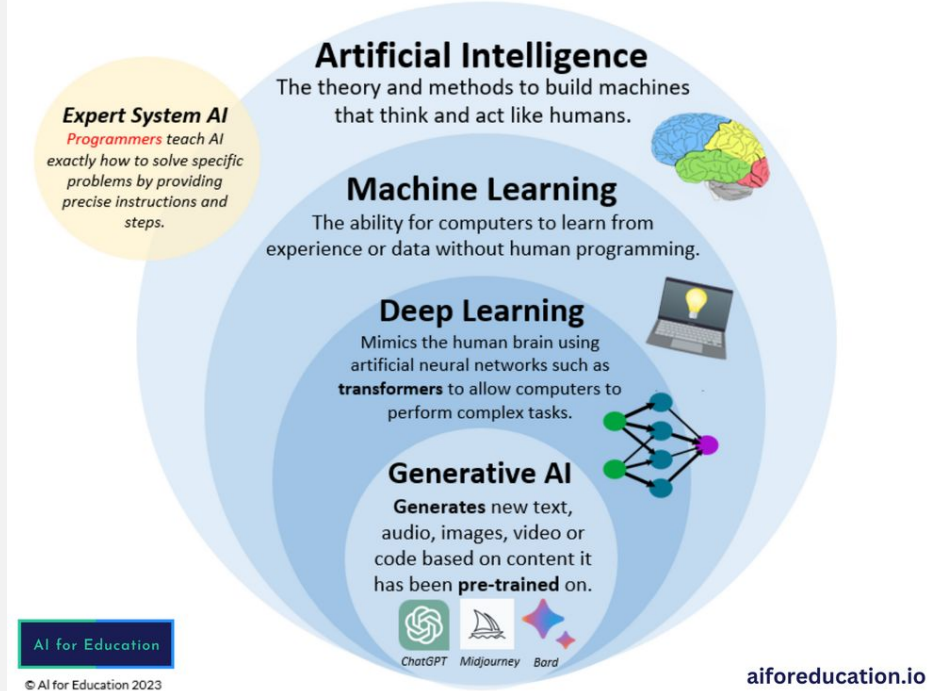 Artificial Intelligence
The theory and methods to build machines
that think and act like humans.
Expert System AI
Programmers teach AI
exactly how to solve specific
problems by providing
precise instructions and
steps.
Machine Learning
The ability for computers to learn from
experience or data without human programming.
Deep Learning
Mimics the human brain using
artificial neural networks such as
transformers to allow computers to
perform complex tasks.
Generative AI
Generates new text,
audio, images, video or
code based on content it
has been pre-trained on.
ChatGPT Midjourney Bard
AI for Education
© AI for Education 2023
aiforeducation.io